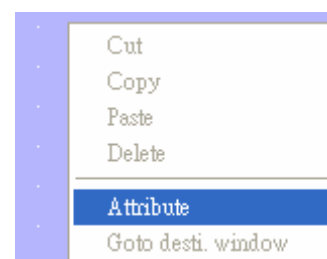 Cut
Copy
Paste
Delete
Attribute
Goto desti. window